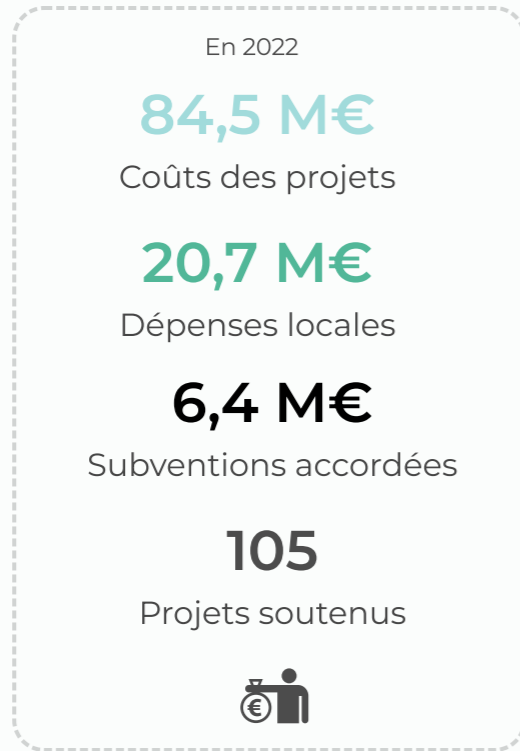 En 2022
84,5 M€
Coûts des projets
20,7 M€
Dépenses locales
6,4 M€
Subventions accordées
105
Projets soutenus
€